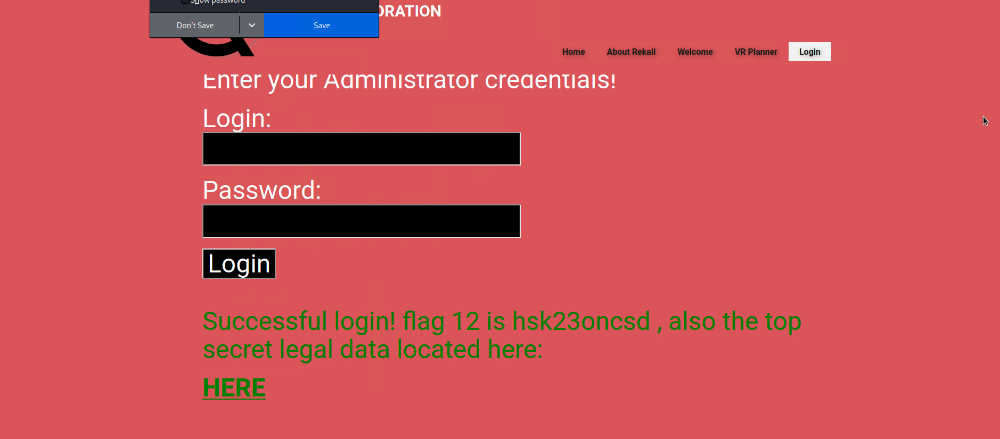 Show password
Don't Save
Save
ORATION
Home
About Rekall
Welcome
VR Planner
Login
Enter your Administrator credentials!
Login:
Password:
Login
Successful login! flag 12 is hsk23oncsd , also the top
secret legal data located here:
HERE